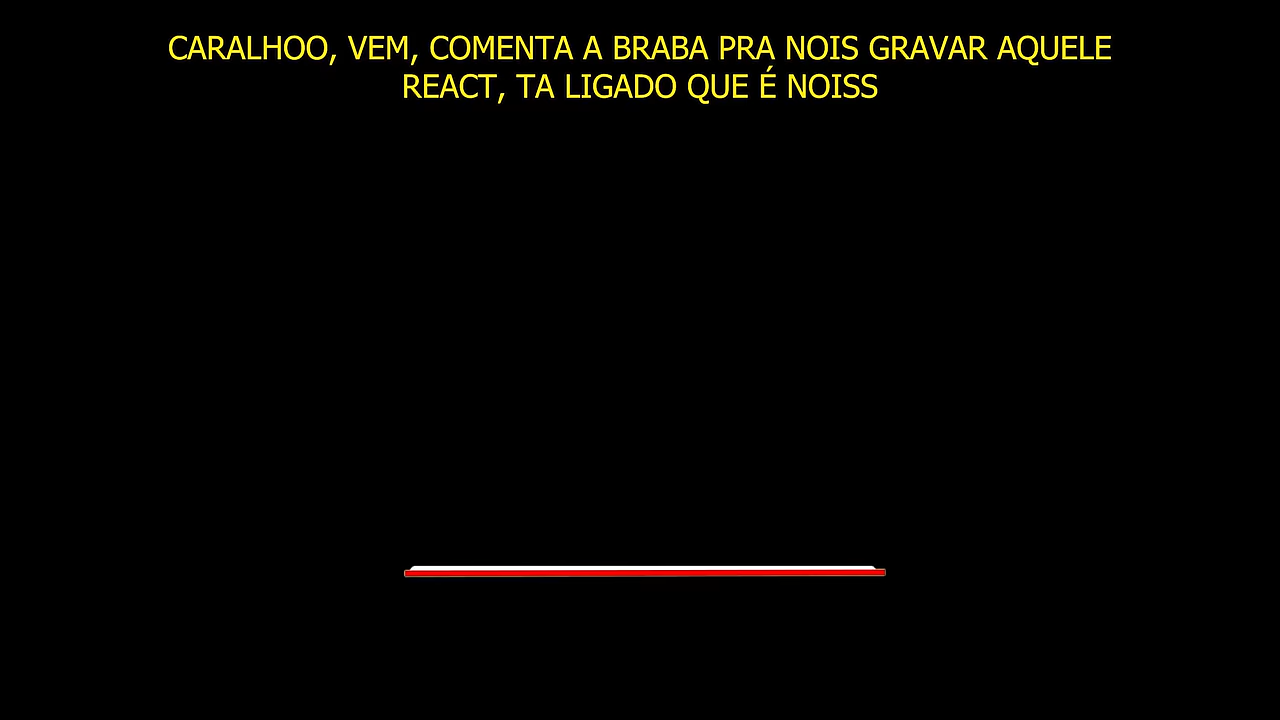 CARALHOO, VEM, COMENTA A BRABA PRA NOIS GRAVAR AQUELE
REACT, TA LIGADO QUE É NOISS